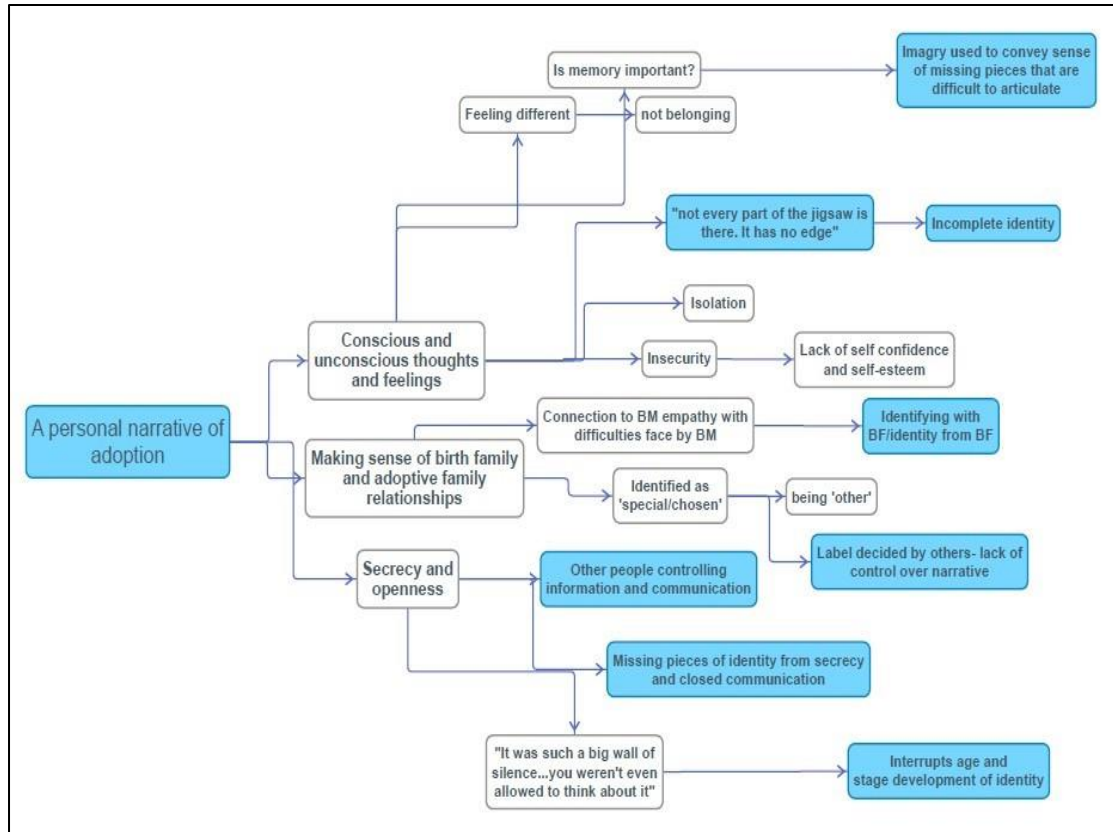 Is memory important?
Imagry used to convey sense
of missing pieces that are
difficult to articulate
Feeling different
not belonging
"not every part of the jigsaw is
there. It has no edge"
Incomplete identity
Isolation
Conscious and
unconscious thoughts
and feelings
Insecurity
Lack of self confidence
and self-esteem
A personal narrative of
adoption
Connection to BM empathy with
difficulties face by BM
Identifying with
BF/identity from BF
Making sense of birth family
and adoptive family
relationships
Identified as
'special/chosen'
being 'other'
Label decided by others- lack of
control over narrative
Secrecy and
openness
Other people controlling
information and communication
Missing pieces of identity from secrecy
and closed communication
"It was such a big wall of
silence...you weren't even
allowed to think about it"
Interrupts age and
stage development of identity